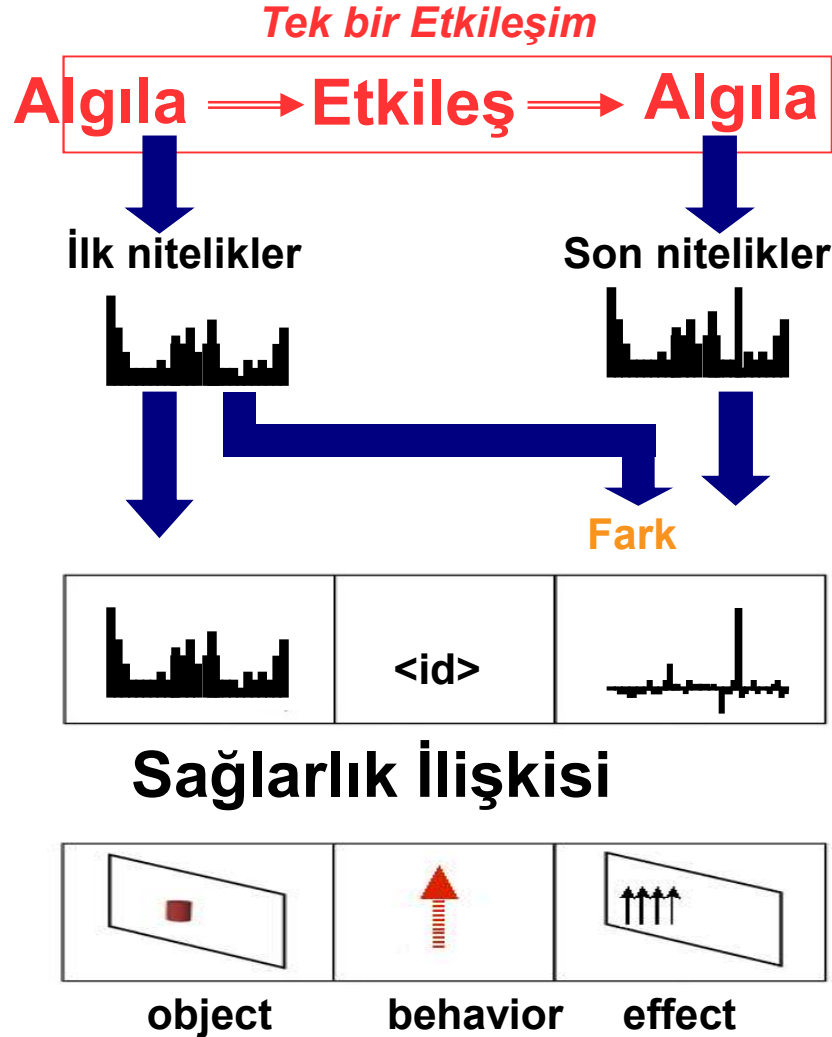 Tek bir Etkileşim
Algıla Etkileş Algıla
İlk nitelikler Son nitelikler
Fark
<id>
Sağlarlık İlişkisi
object behavior effect